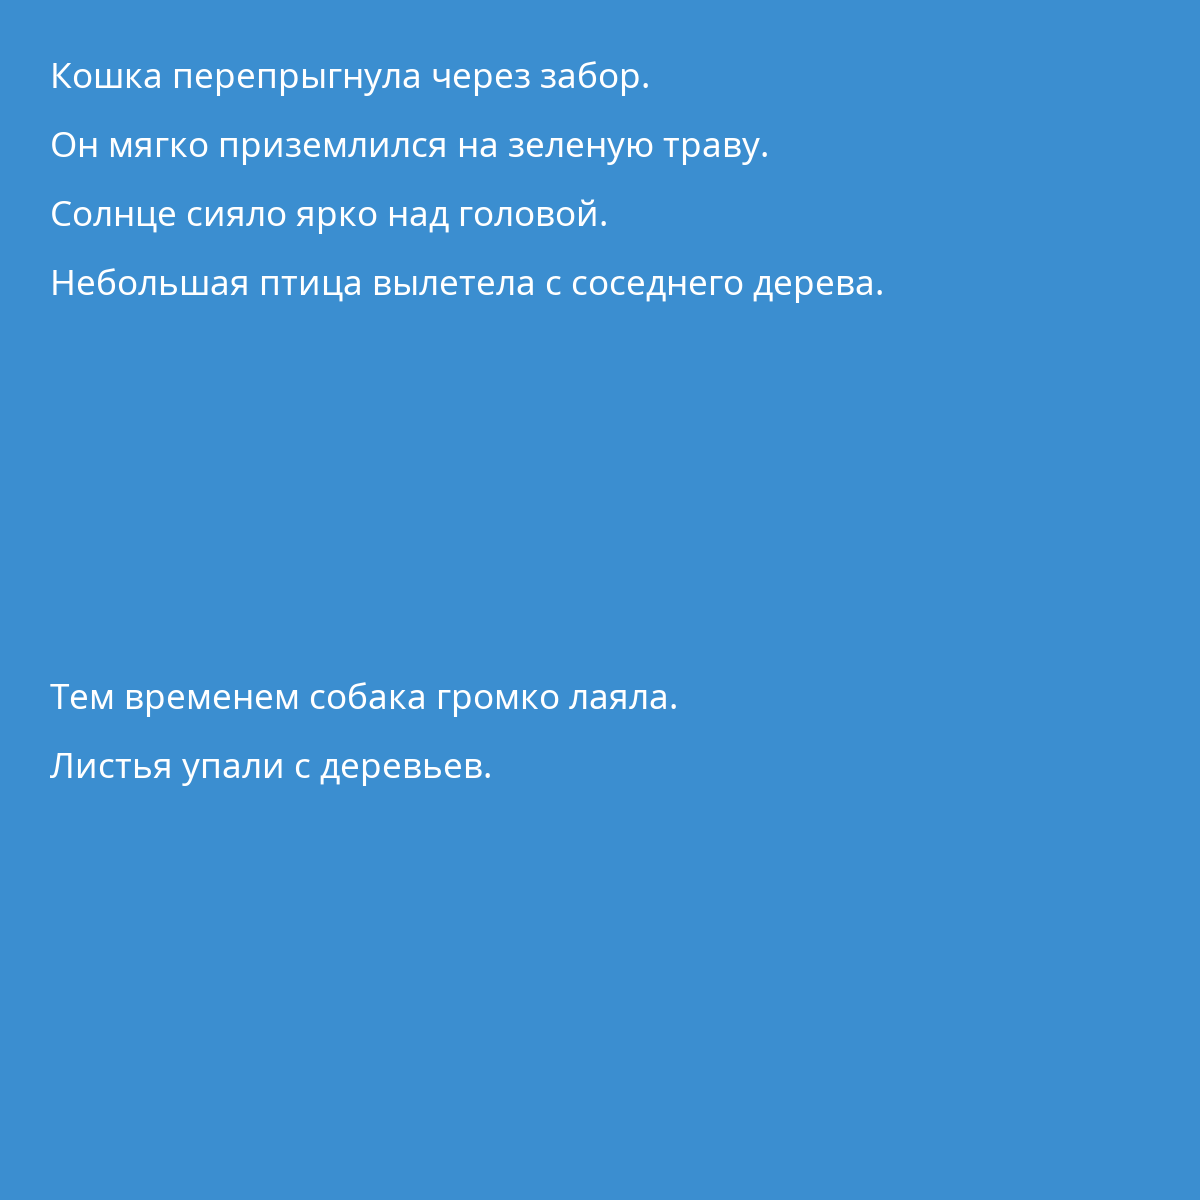 Кошка перепрыгнула через забор.
Он мягко приземлился на зеленую траву.
Солнце сияло ярко над головой.
Небольшая птица вылетела с соседнего дерева.
Тем временем собака громко лаяла.
Листья упали с деревьев.